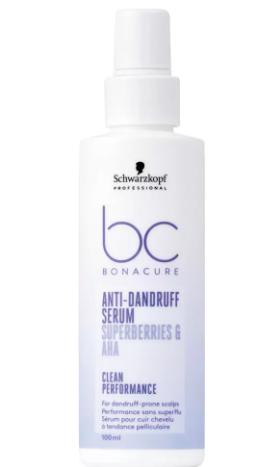 Schwarzkopf
PROFESSIONAL
bc
BONACURE
ANTI-DANDRUFF
SERUM
SUPERBERRIES &
AHA
CLEAN
PERFORMANCE
For dandruff-prone scalps
Performance sans superflu
Sérum pour cuir chevelu
à tendance pelliculaire
100ml